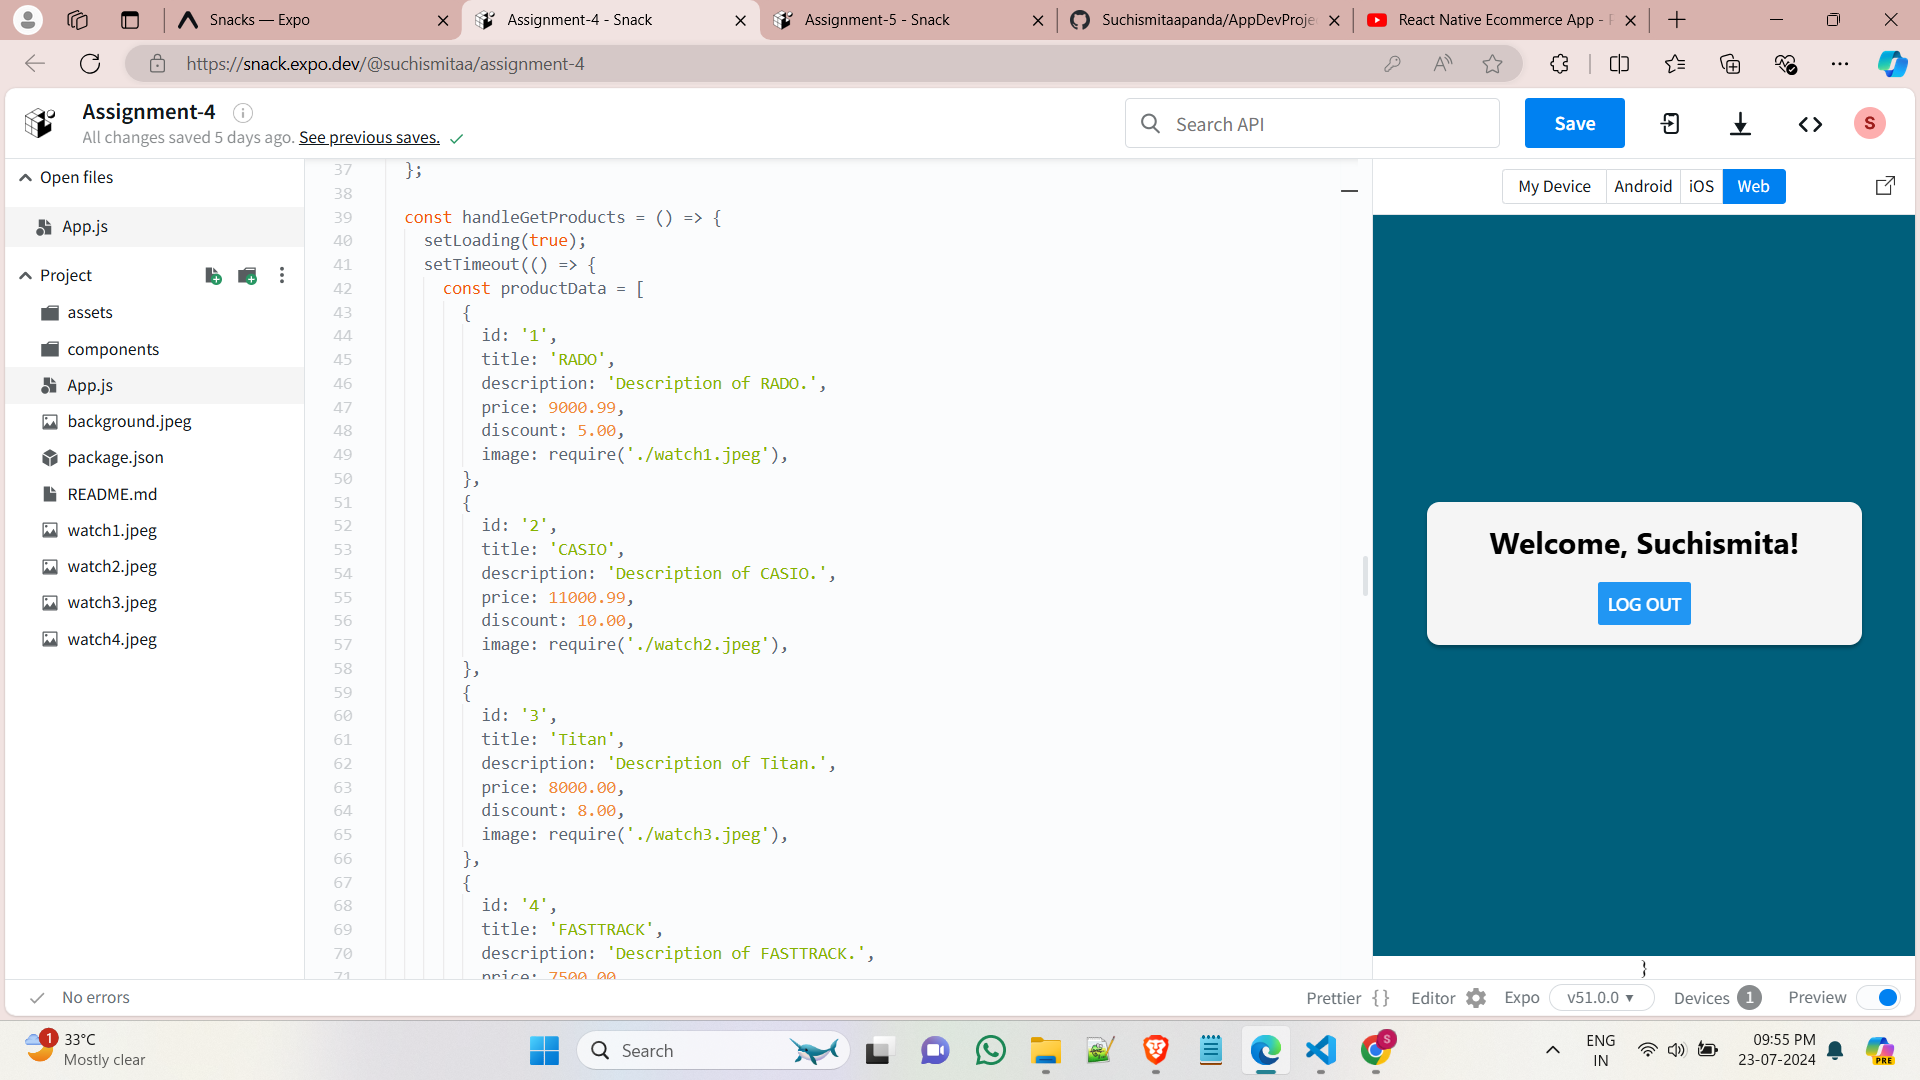 Snacks — Expo
Assignment-4 - Snack
Assignment-5 - Snack
Suchismitaapanda/AppDevProje
React Native Ecommerce App -
https://snack.expo.dev/@suchismitaa/assignment-4
Assignment-4
All changes saved 5 days ago. See previous saves.
Search API
Save
S
Open files
App.js
Project
assets
components
App.js
background.jpeg
package.json
README.md
watch1.jpeg
watch2.jpeg
watch3.jpeg
watch4.jpeg
37 };
38
39 const handleGetProducts = () => {
40 setLoading(true);
41 setTimeout(() => {
42 const productData = [
43 {
44 id: '1',
45 title: 'RADO',
46 description: 'Description of RADO.',
47 price: 9000.99,
48 discount: 5.00,
49 image: require('./watch1.jpeg'),
50 },
51 {
52 id: '2',
53 title: 'CASIO',
54 description: 'Description of CASIO.',
55 price: 11000.99,
56 discount: 10.00,
57 image: require('./watch2.jpeg'),
58 },
59 {
60 id: '3',
61 title: 'Titan',
62 description: 'Description of Titan.',
63 price: 8000.00,
64 discount: 8.00,
65 image: require('./watch3.jpeg'),
66 },
67 {
68 id: '4',
69 title: 'FASTTRACK',
70 description: 'Description of FASTTRACK.',
71 price: 7500.00
My Device Android iOS Web
Welcome, Suchismita!
LOG OUT
}
No errors
Prettier { } Editor Expo v51.0.0 Devices 1 Preview
1
33°C
Mostly clear
Search
S
ENG
IN
09:55 PM
23-07-2024
PRE